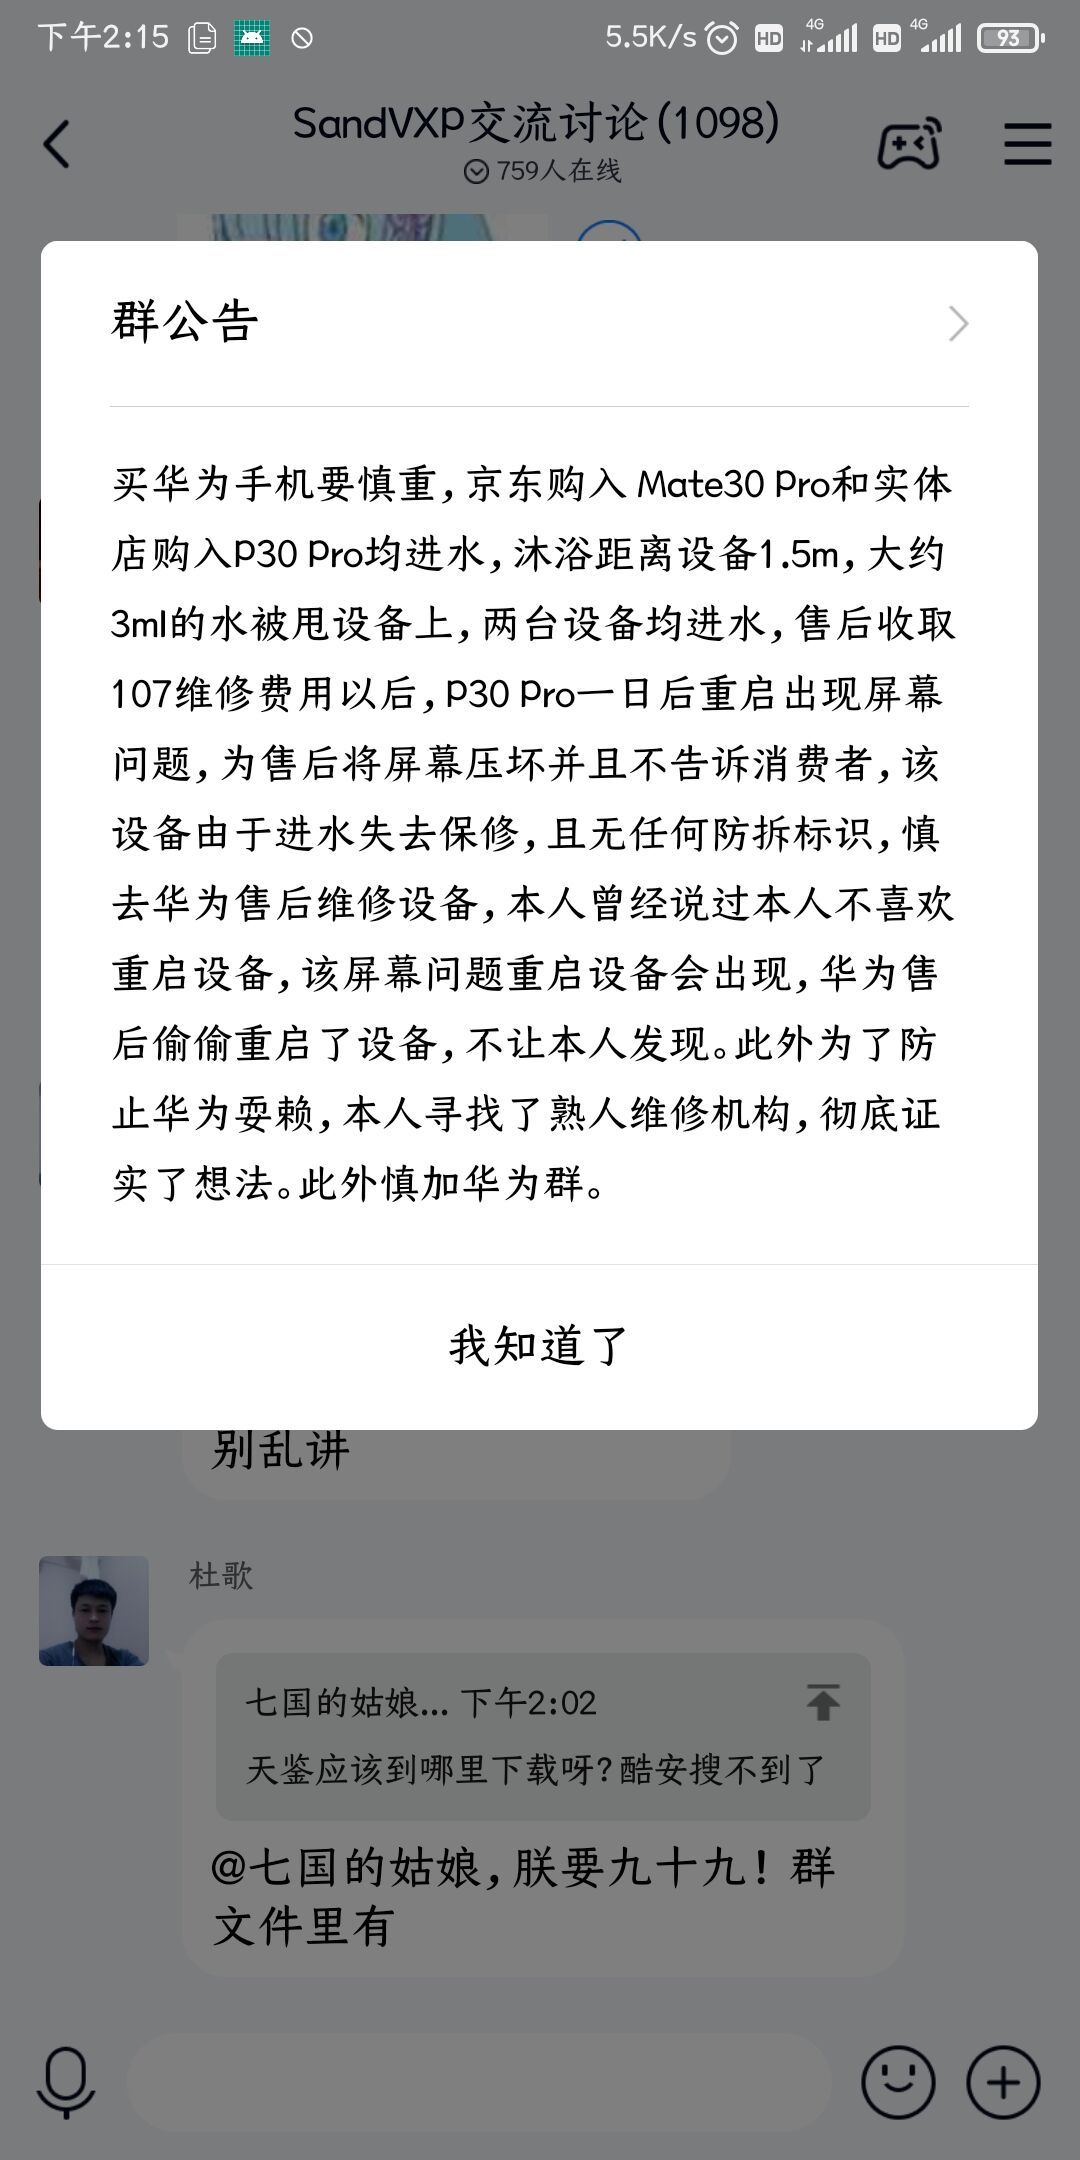 下午2:15
5.5K/s
HD
4G
HD
4G
93
SandVXP交流讨论(1098)
759人在线
群公告
买华为手机要慎重,京东购入 Mate30 Pro和实体
店购入P30 Pro均进水,沐浴距离设备1.5m,大约
3ml的水被甩设备上,两台设备均进水,售后收取
107维修费用以后,P30 Pro一日后重启出现屏幕
问题,为售后将屏幕压坏并且不告诉消费者,该
设备由于进水失去保修,且无任何防拆标识,慎
去华为售后维修设备,本人曾经说过本人不喜欢
重启设备,该屏幕问题重启设备会出现,华为售
后偷偷重启了设备,不让本人发现。此外为了防
止华为耍赖,本人寻找了熟人维修机构,彻底证
实了想法。此外慎加华为群。
我知道了
别乱讲
杜歌
七国的姑娘... 下午2:02
天鉴应该到哪里下载呀?酷安搜不到了
@七国的姑娘,朕要九十九！群
文件里有